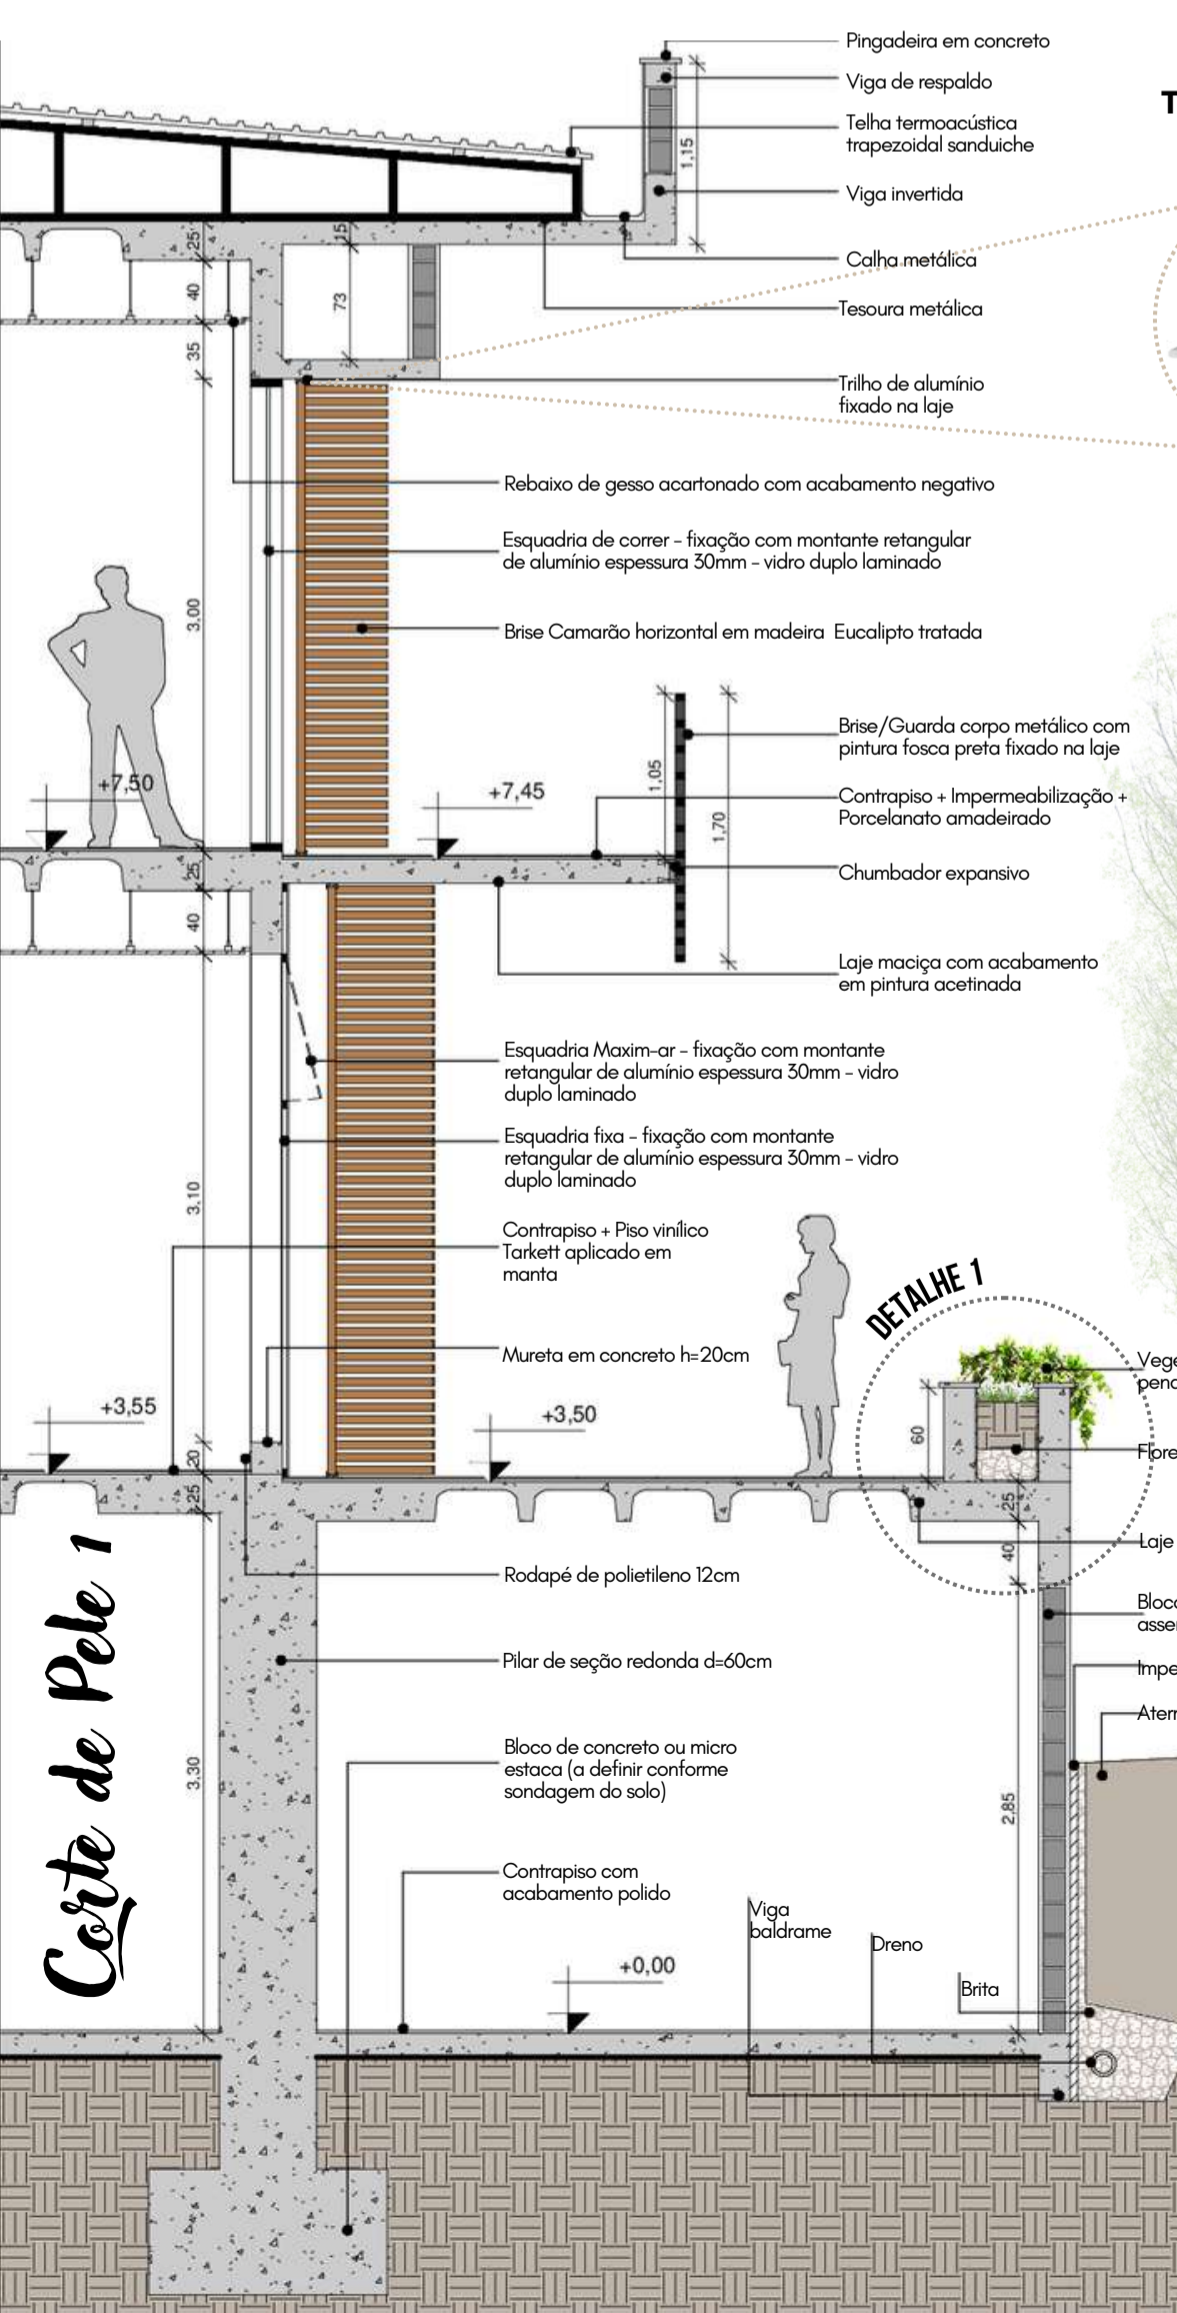 Pingadeira em concreto
Viga de respaldo
T
Telha termoacústica
trapezoidal sanduiche
1,15
Viga invertida
25
15
Calha metálica
40
73
Tesoura metálica
35
Trilho de alumínio
fixado na laje
Rebaixo de gesso acartonado com acabamento negativo
Esquadria de correr - fixação com montante retangular
de alumínio espessura 30mm - vidro duplo laminado
3,00
Brise Camarão horizontal em madeira Eucalipto tratada
Brise/Guarda corpo metálico com
pintura fosca preta fixado na laje
1,05
+7,50
+7,45
Contrapiso + Impermeabilização +
Porcelanato amadeirado
1,70
25
Chumbador expansivo
40
Laje maciça com acabamento
em pintura acetinada
Esquadria Maxim-ar - fixação com montante
retangular de alumínio espessura 30mm - vidro
duplo laminado
Esquadria fixa - fixação com montante
retangular de alumínio espessura 30mm - vidro
duplo laminado
3,10
Contrapiso + Piso vinílico
Tarkett aplicado em
manta
DETALHE 1
Mureta em concreto h=20cm
Vege
pend
+3,55
+3,50
60
Flore
20
25
25
40
Laje
Rodapé de polietileno 12cm
Bloco
asse
Pilar de seção redonda d=60cm
Impe
Aterr
Corte de Pele 1
Bloco de concreto ou micro
estaca (a definir conforme
sondagem do solo)
3,30
2,85
Contrapiso com
acabamento polido
Viga
baldrame
Dreno
+0,00
Brita